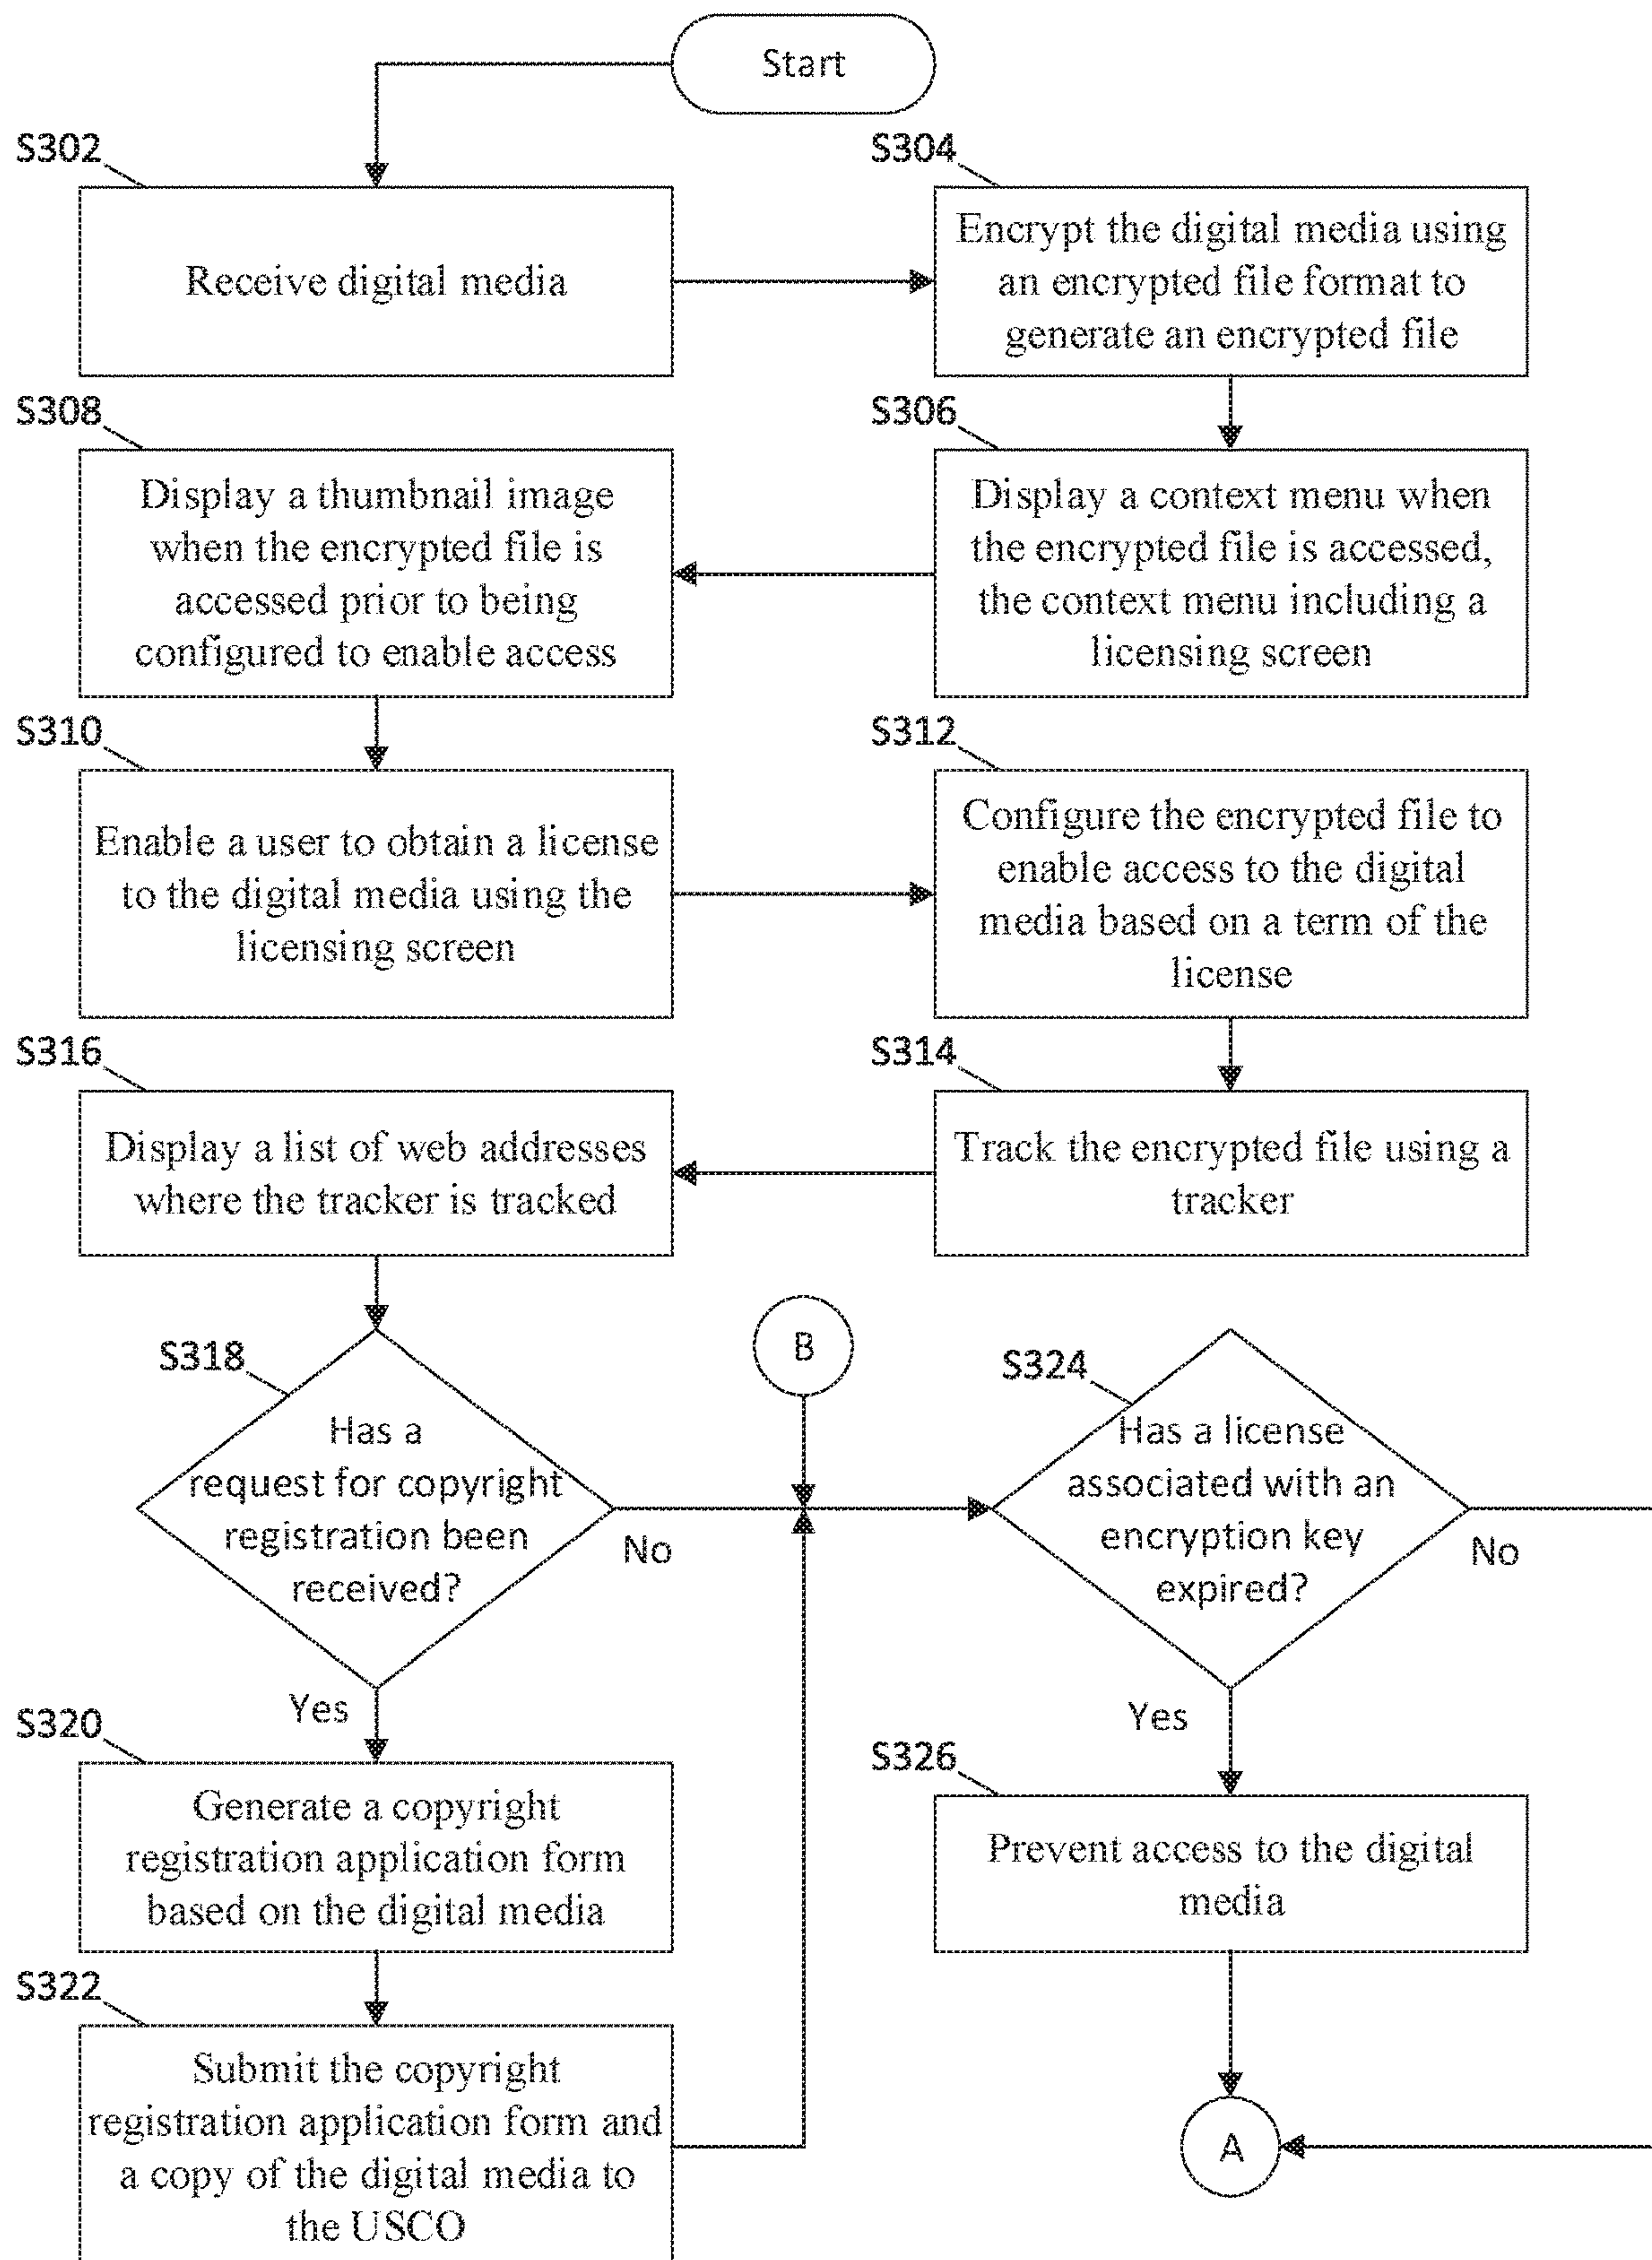 Start
S302
Receive digital media
S304
Encrypt the digital media using
an encrypted file format to
generate an encrypted file
S306
Display a context menu when
the encrypted file is accessed,
the context menu including a
licensing screen
S308
Display a thumbnail image
when the encrypted file is
accessed prior to being
configured to enable access
S310
Enable a user to obtain a license
to the digital media using the
licensing screen
S312
Configure the encrypted file to
enable access to the digital
media based on a term of the
license
S314
Track the encrypted file using a
tracker
S316
Display a list of web addresses
where the tracker is tracked
S318
Has a
request for copyright
registration been
received?
No
Yes
S320
Generate a copyright
registration application form
based on the digital media
S322
Submit the copyright
registration application form and
a copy of the digital media to
the USCO
B
S324
Has a license
associated with an
encryption key
expired?
No
Yes
S326
Prevent access to the digital
media
A